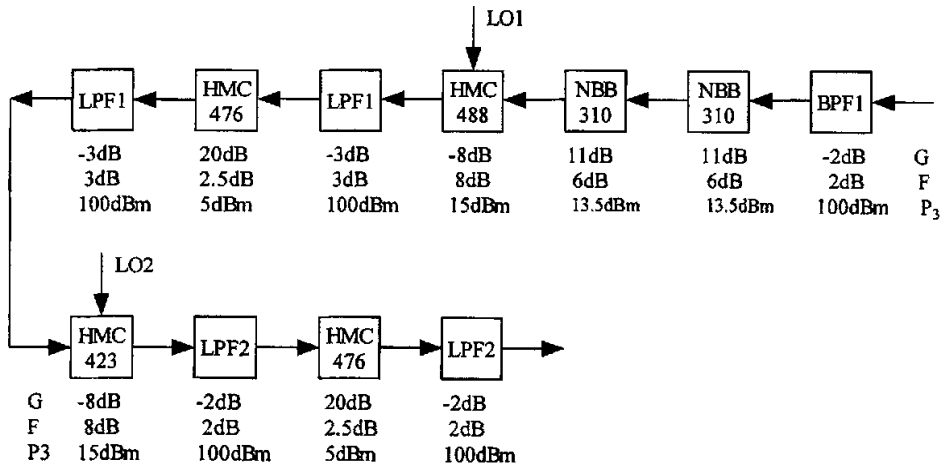 LO1
LPF1 HMC 476 LPF1 HMC 488 NBB 310 NBB 310 BPF1
-3dB 20dB -3dB -8dB 11dB 11dB -2dB G
3dB 2.5dB 3dB 8dB 6dB 6dB 2dB F
100dBm 5dBm 100dBm 15dBm 13.5dBm 13.5dBm 100dBm P₃
LO2
HMC 423 LPF2 HMC 476 LPF2
G -8dB -2dB 20dB -2dB
F 8dB 2dB 2.5dB 2dB
P3 15dBm 100dBm 5dBm 100dBm